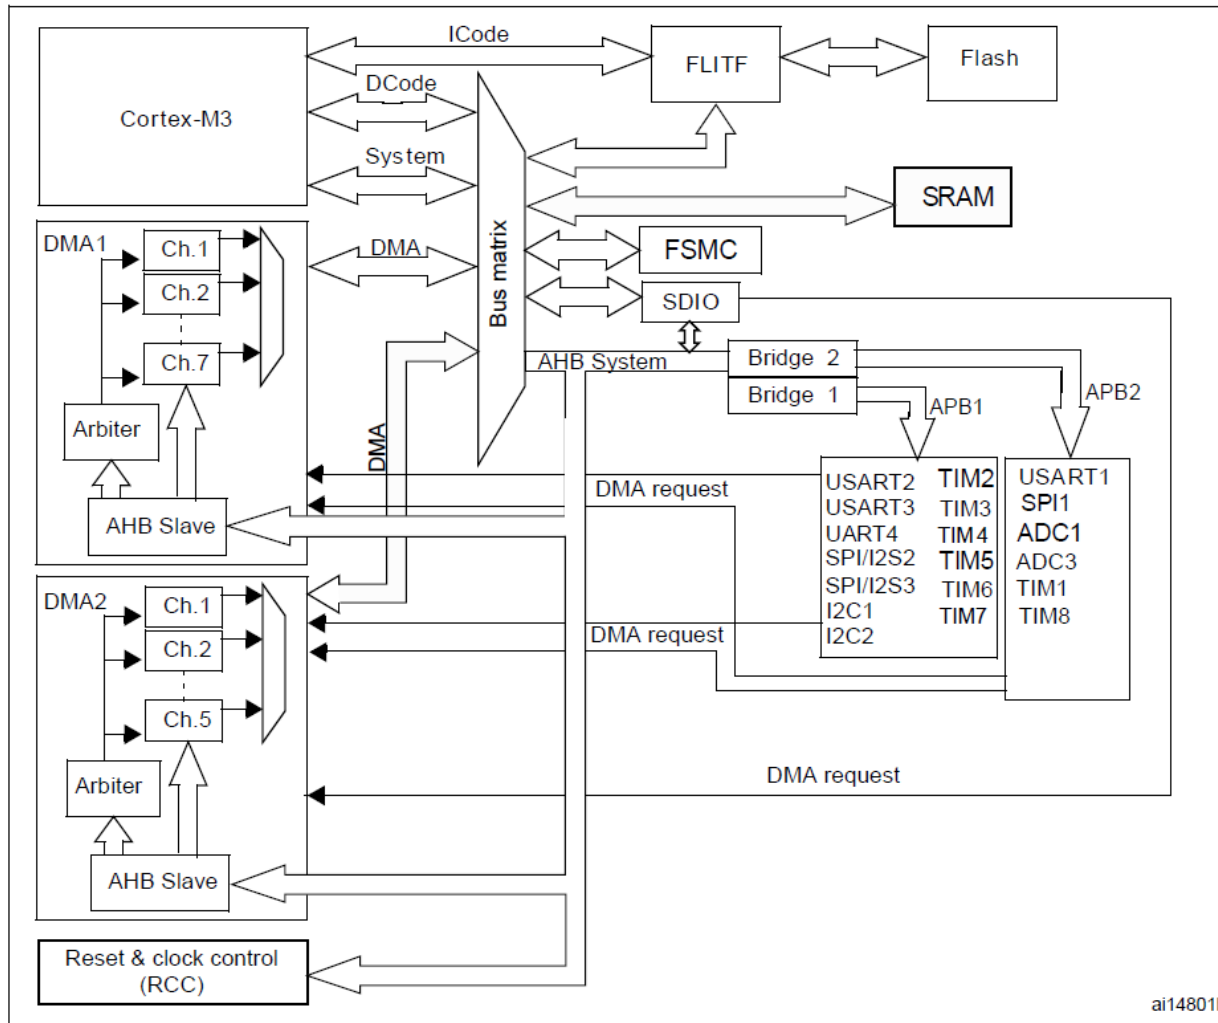 ICode
FLITF
Flash
DCode
Cortex-M3
System
SRAM
DMA1
Ch.1
DMA
Bus matrix
FSMC
Ch.2
SDIO
Ch.7
AHB System
Bridge 2
Bridge 1
APB1
APB2
Arbiter
DMA
DMA request
AHB Slave
USART2 TIM2
USART3 TIM3
UART4 TIM4
SPI/I2S2 TIM5
SPI/I2S3 TIM6
I2C1 TIM7
I2C2
USART1
SPI1
ADC1
ADC3
TIM1
TIM8
DMA2
Ch.1
Ch.2
DMA request
Ch.5
Arbiter
DMA request
AHB Slave
Reset & clock control
(RCC)